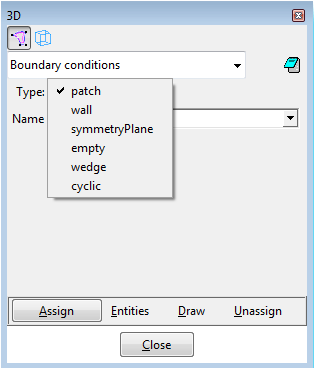 3D
Boundary conditions
Type:
patch
wall
symmetryPlane
empty
wedge
cyclic
Name
Assign Entities Draw Unassign
Close